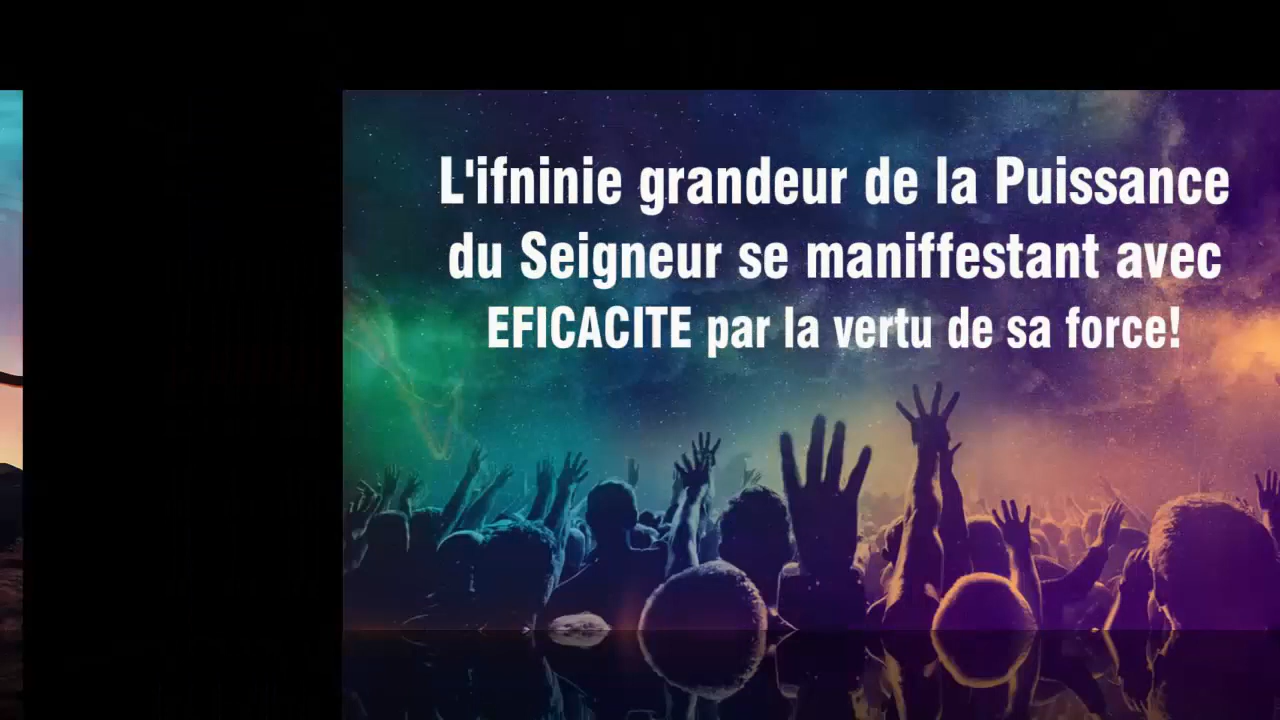 L'ifninie grandeur de la Puissance
du Seigneur se maniffestant avec
EFICACITE par la vertu de sa force!